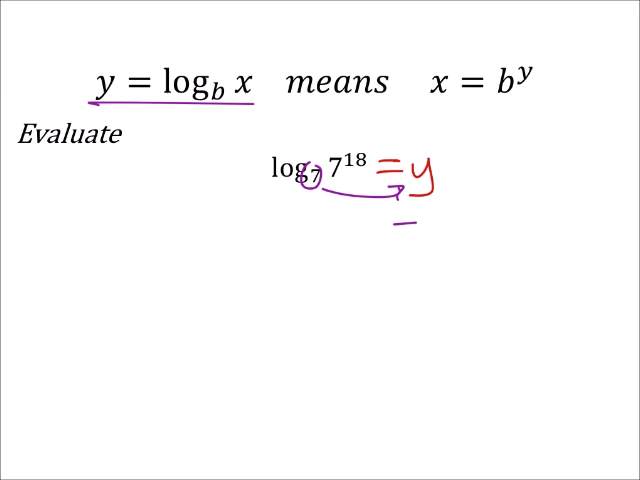 y = log_b x means x = b^y
Evaluate
log_7 7^18 = y